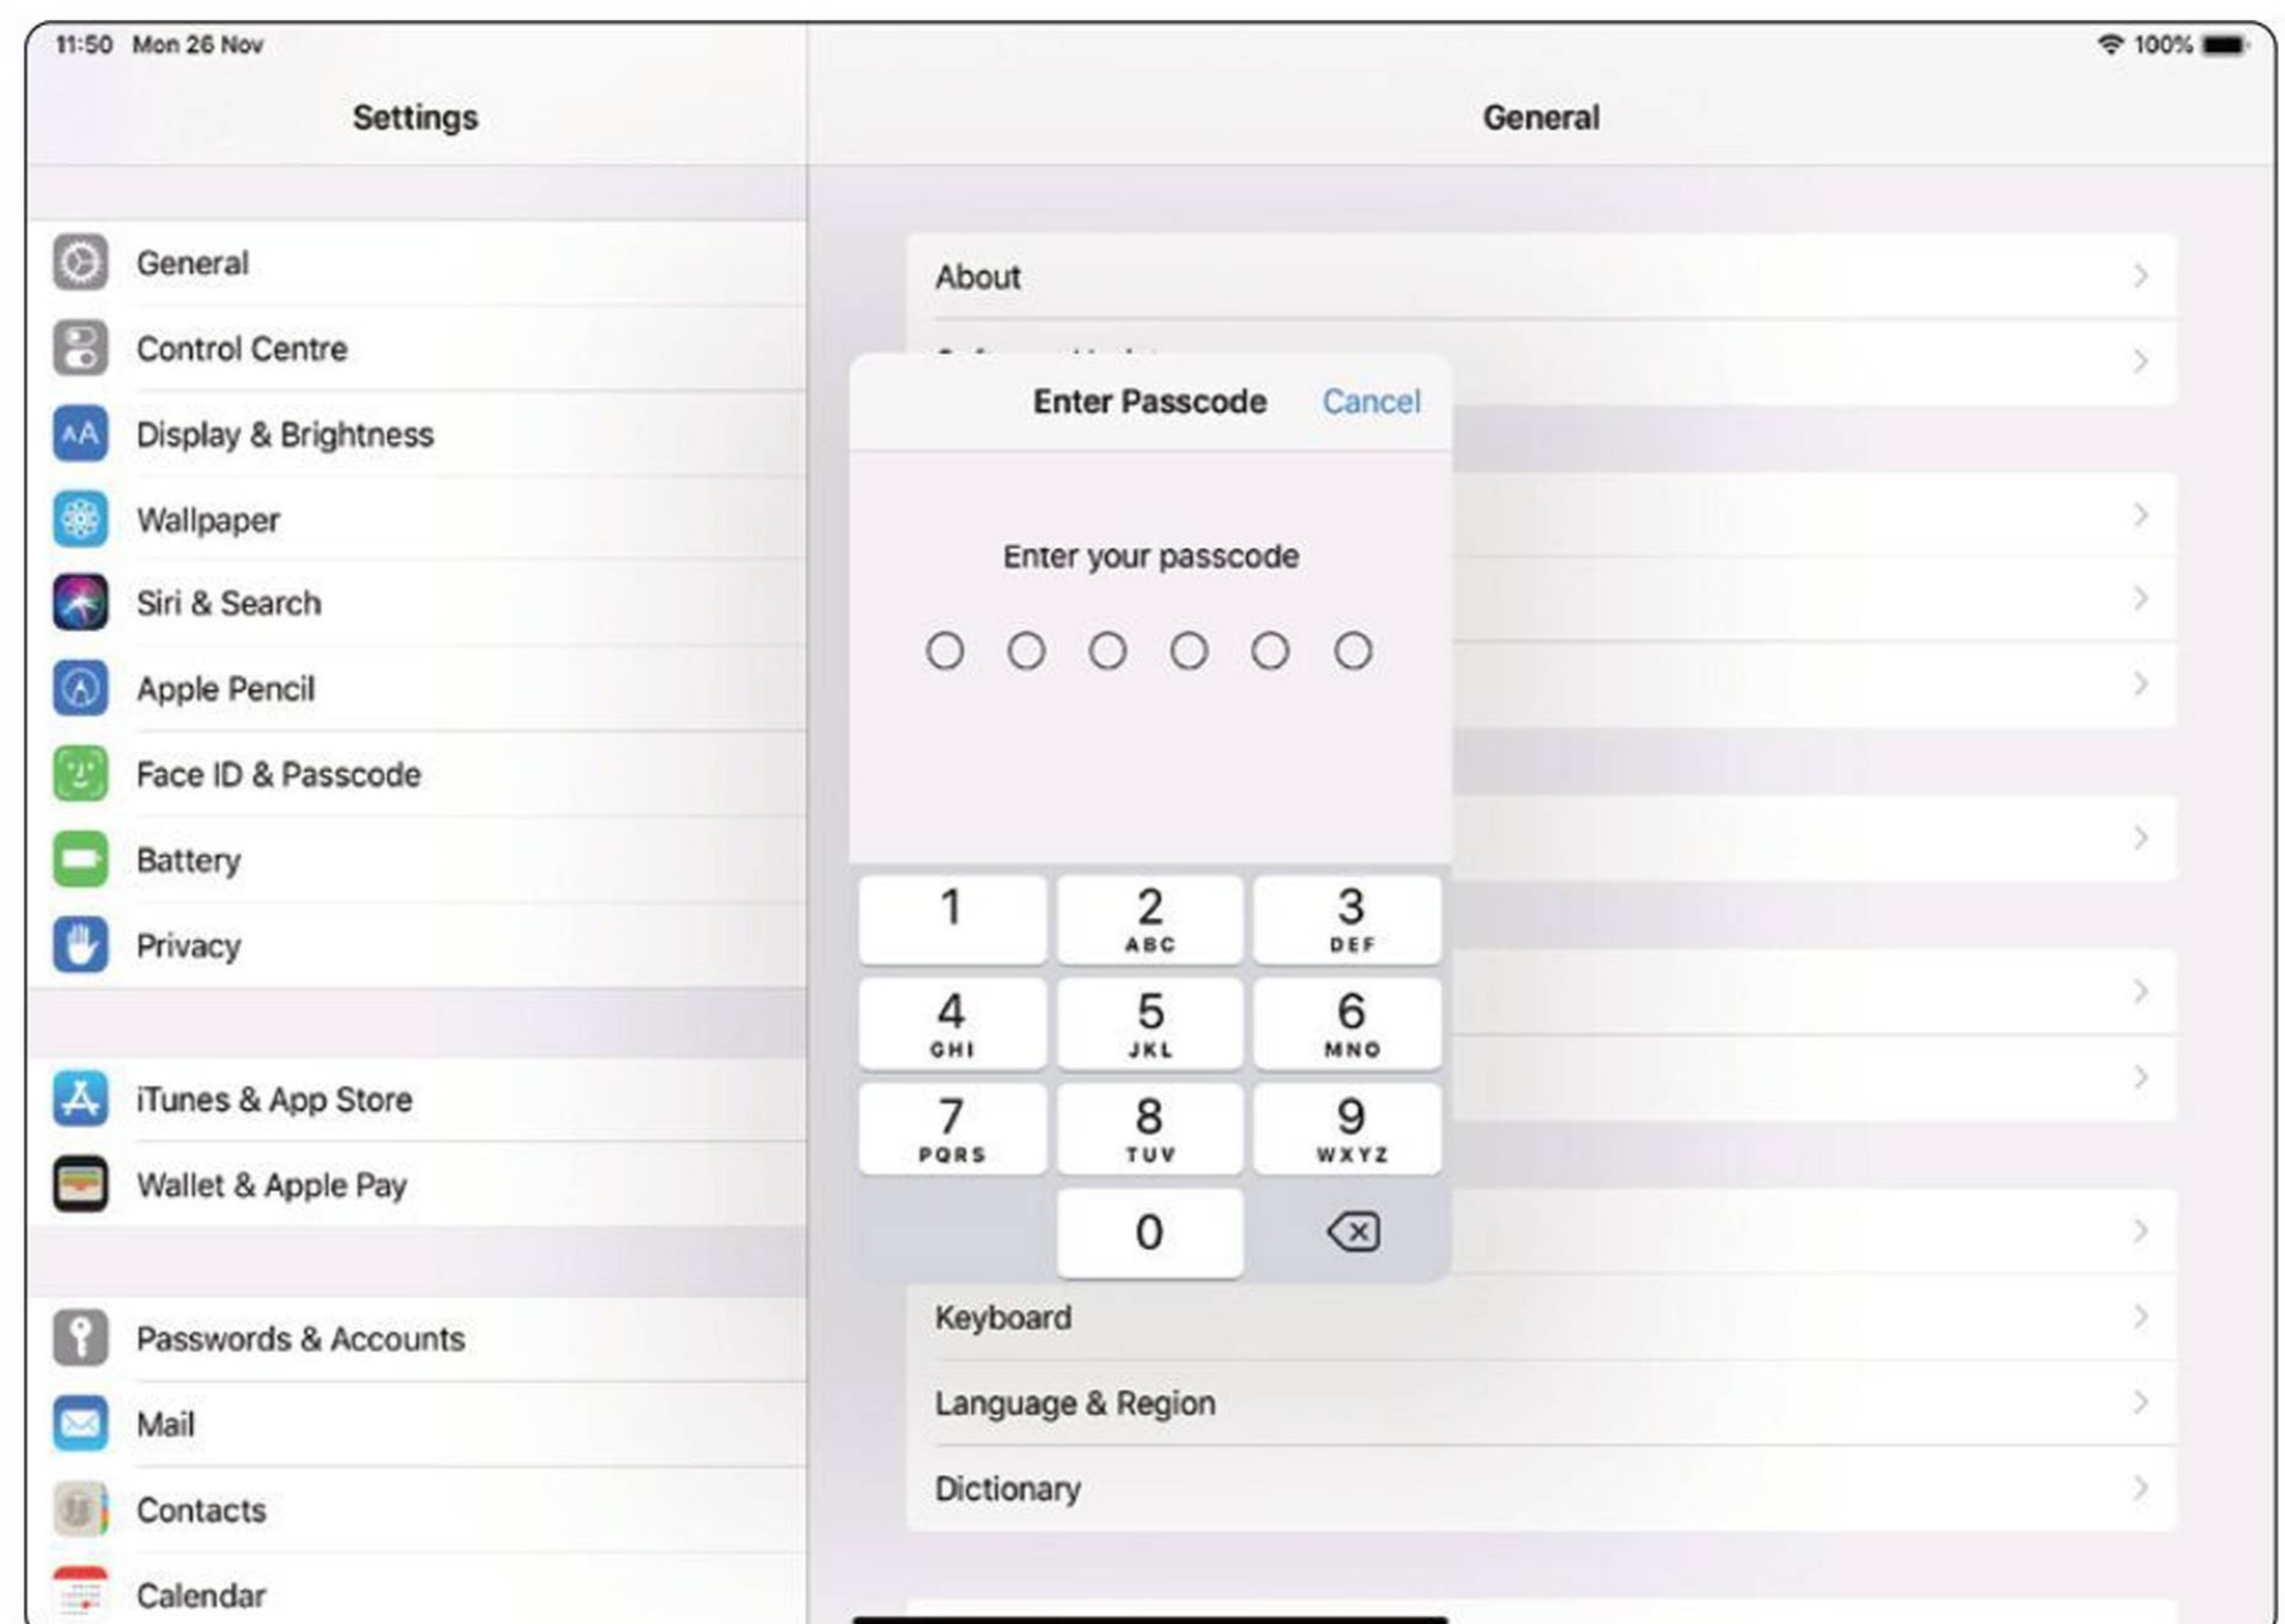 11:50 Mon 26 Nov
100%
Settings
General
General
Control Centre
Display & Brightness
Wallpaper
Siri & Search
Apple Pencil
Face ID & Passcode
Battery
Privacy
iTunes & App Store
Wallet & Apple Pay
Passwords & Accounts
Mail
Contacts
Calendar
About
Enter Passcode Cancel
Enter your passcode
1 2 3
ABC DEF
4 5 6
GHI JKL MNO
7 8 9
PQRS TUV WXYZ
0
Keyboard
Language & Region
Dictionary